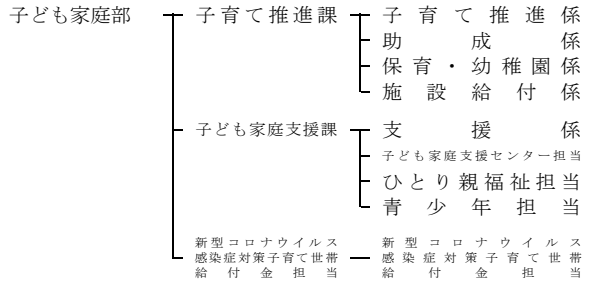 子ども家庭部 子育て推進課 子育て推進係
助成係
保育・幼稚園係
施設給付係
子ども家庭支援課 支援係
子ども家庭支援センター担当
ひとり親福祉担当
青少年担当
新型コロナウイルス 新型コロナウイルス
感染症対策子育て世帯 感染症対策子育て世帯
給付金担当 給付金担当